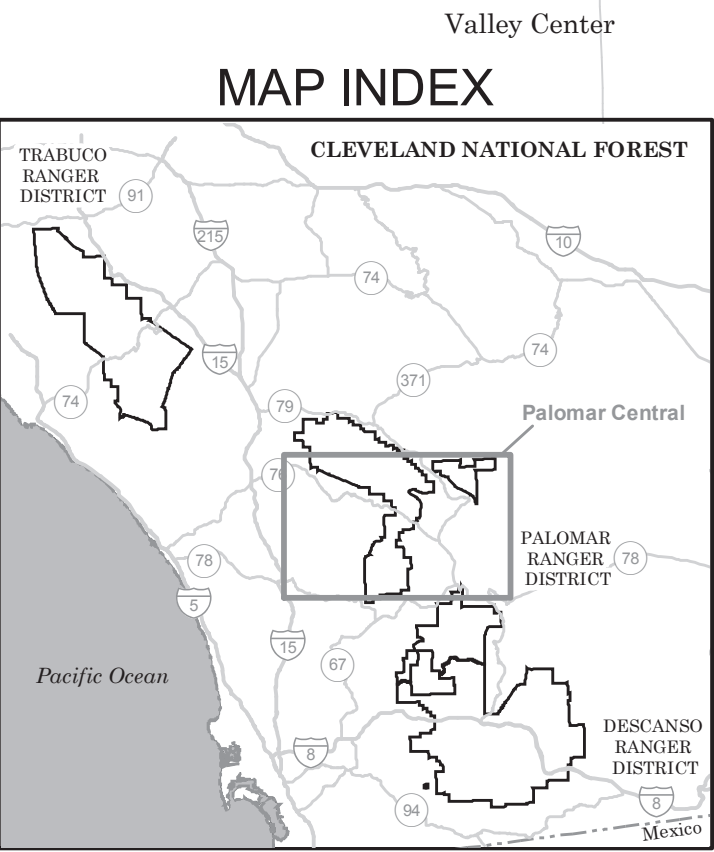 Valley Center
MAP INDEX
CLEVELAND NATIONAL FOREST
TRABUCO
RANGER
DISTRICT
91
215
10
74
74
15
371
74
79
Palomar Central
76
PALOMAR
RANGER
DISTRICT
78
78
5
15
67
Pacific Ocean
DESCANSO
RANGER
DISTRICT
8
8
94
Mexico